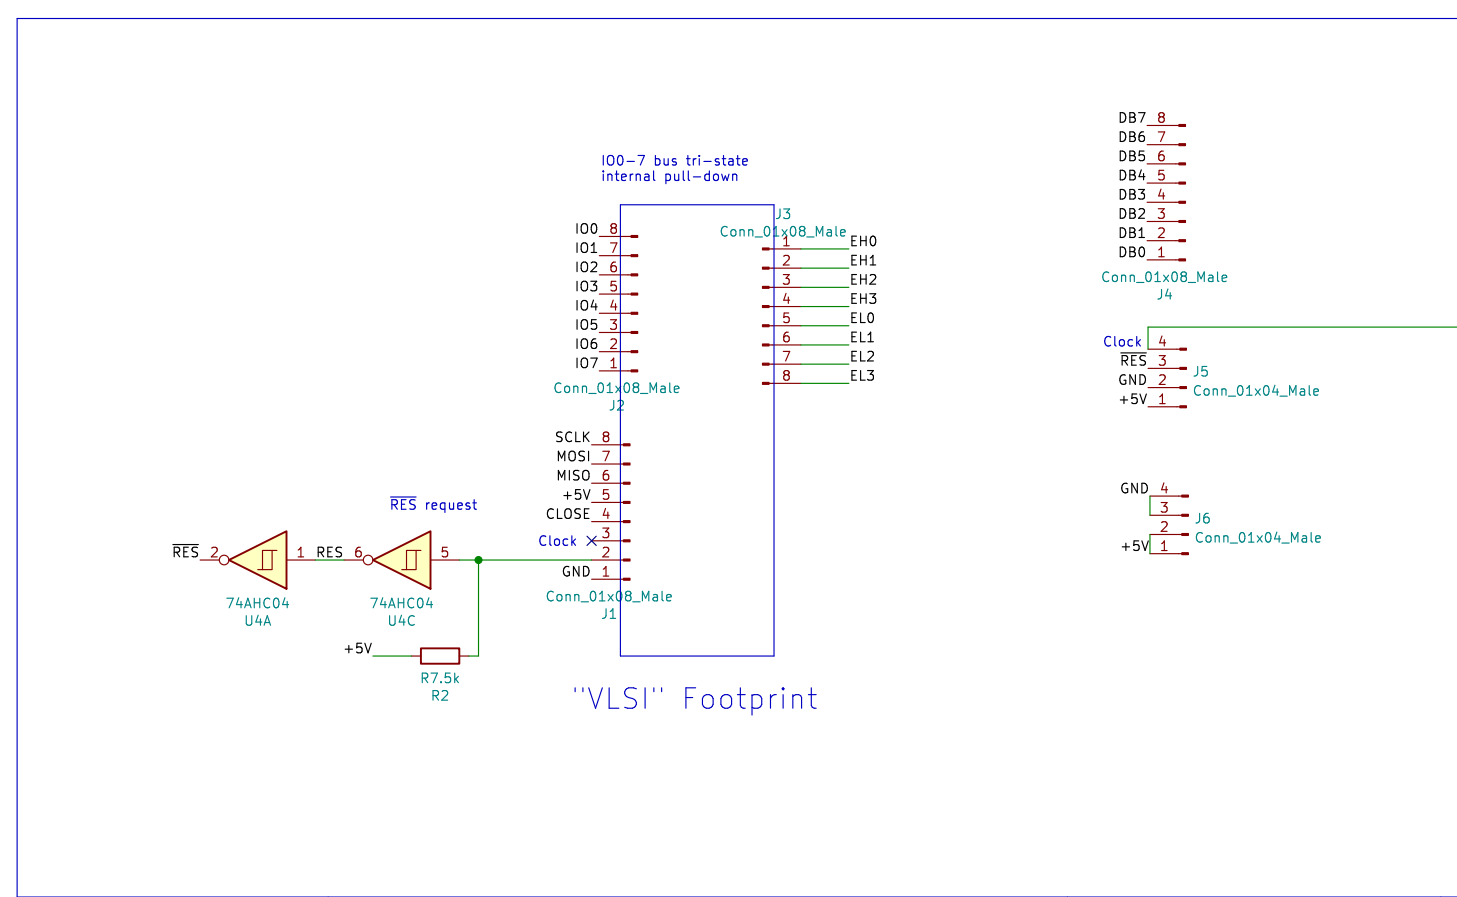 DB7 8
DB6 7
DB5 6
DB4 5
DB3 4
DB2 3
DB1 2
DB0 1
Conn_01x08_Male
J4
IO0-7 bus tri-state
internal pull-down
J3
Conn_01x08_Male
IO0 8
IO1 7
IO2 6
IO3 5
IO4 4
IO5 3
IO6 2
IO7 1
Conn_01x08_Male
J2
1 EH0
2 EH1
3 EH2
4 EH3
5 EL0
6 EL1
7 EL2
8 EL3
Clock 4
RES 3
GND 2
+5V 1
J5
Conn_01x04_Male
SCLK 8
MOSI 7
MISO 6
+5V 5
CLOSE 4
Clock 3
2
GND 1
Conn_01x08_Male
J1
GND 4
3
2
+5V 1
J6
Conn_01x04_Male
RES request
RES 2
1 RES 6
5
74AHC04
U4A
74AHC04
U4C
+5V
R7.5k
R2
"VLSI" Footprint